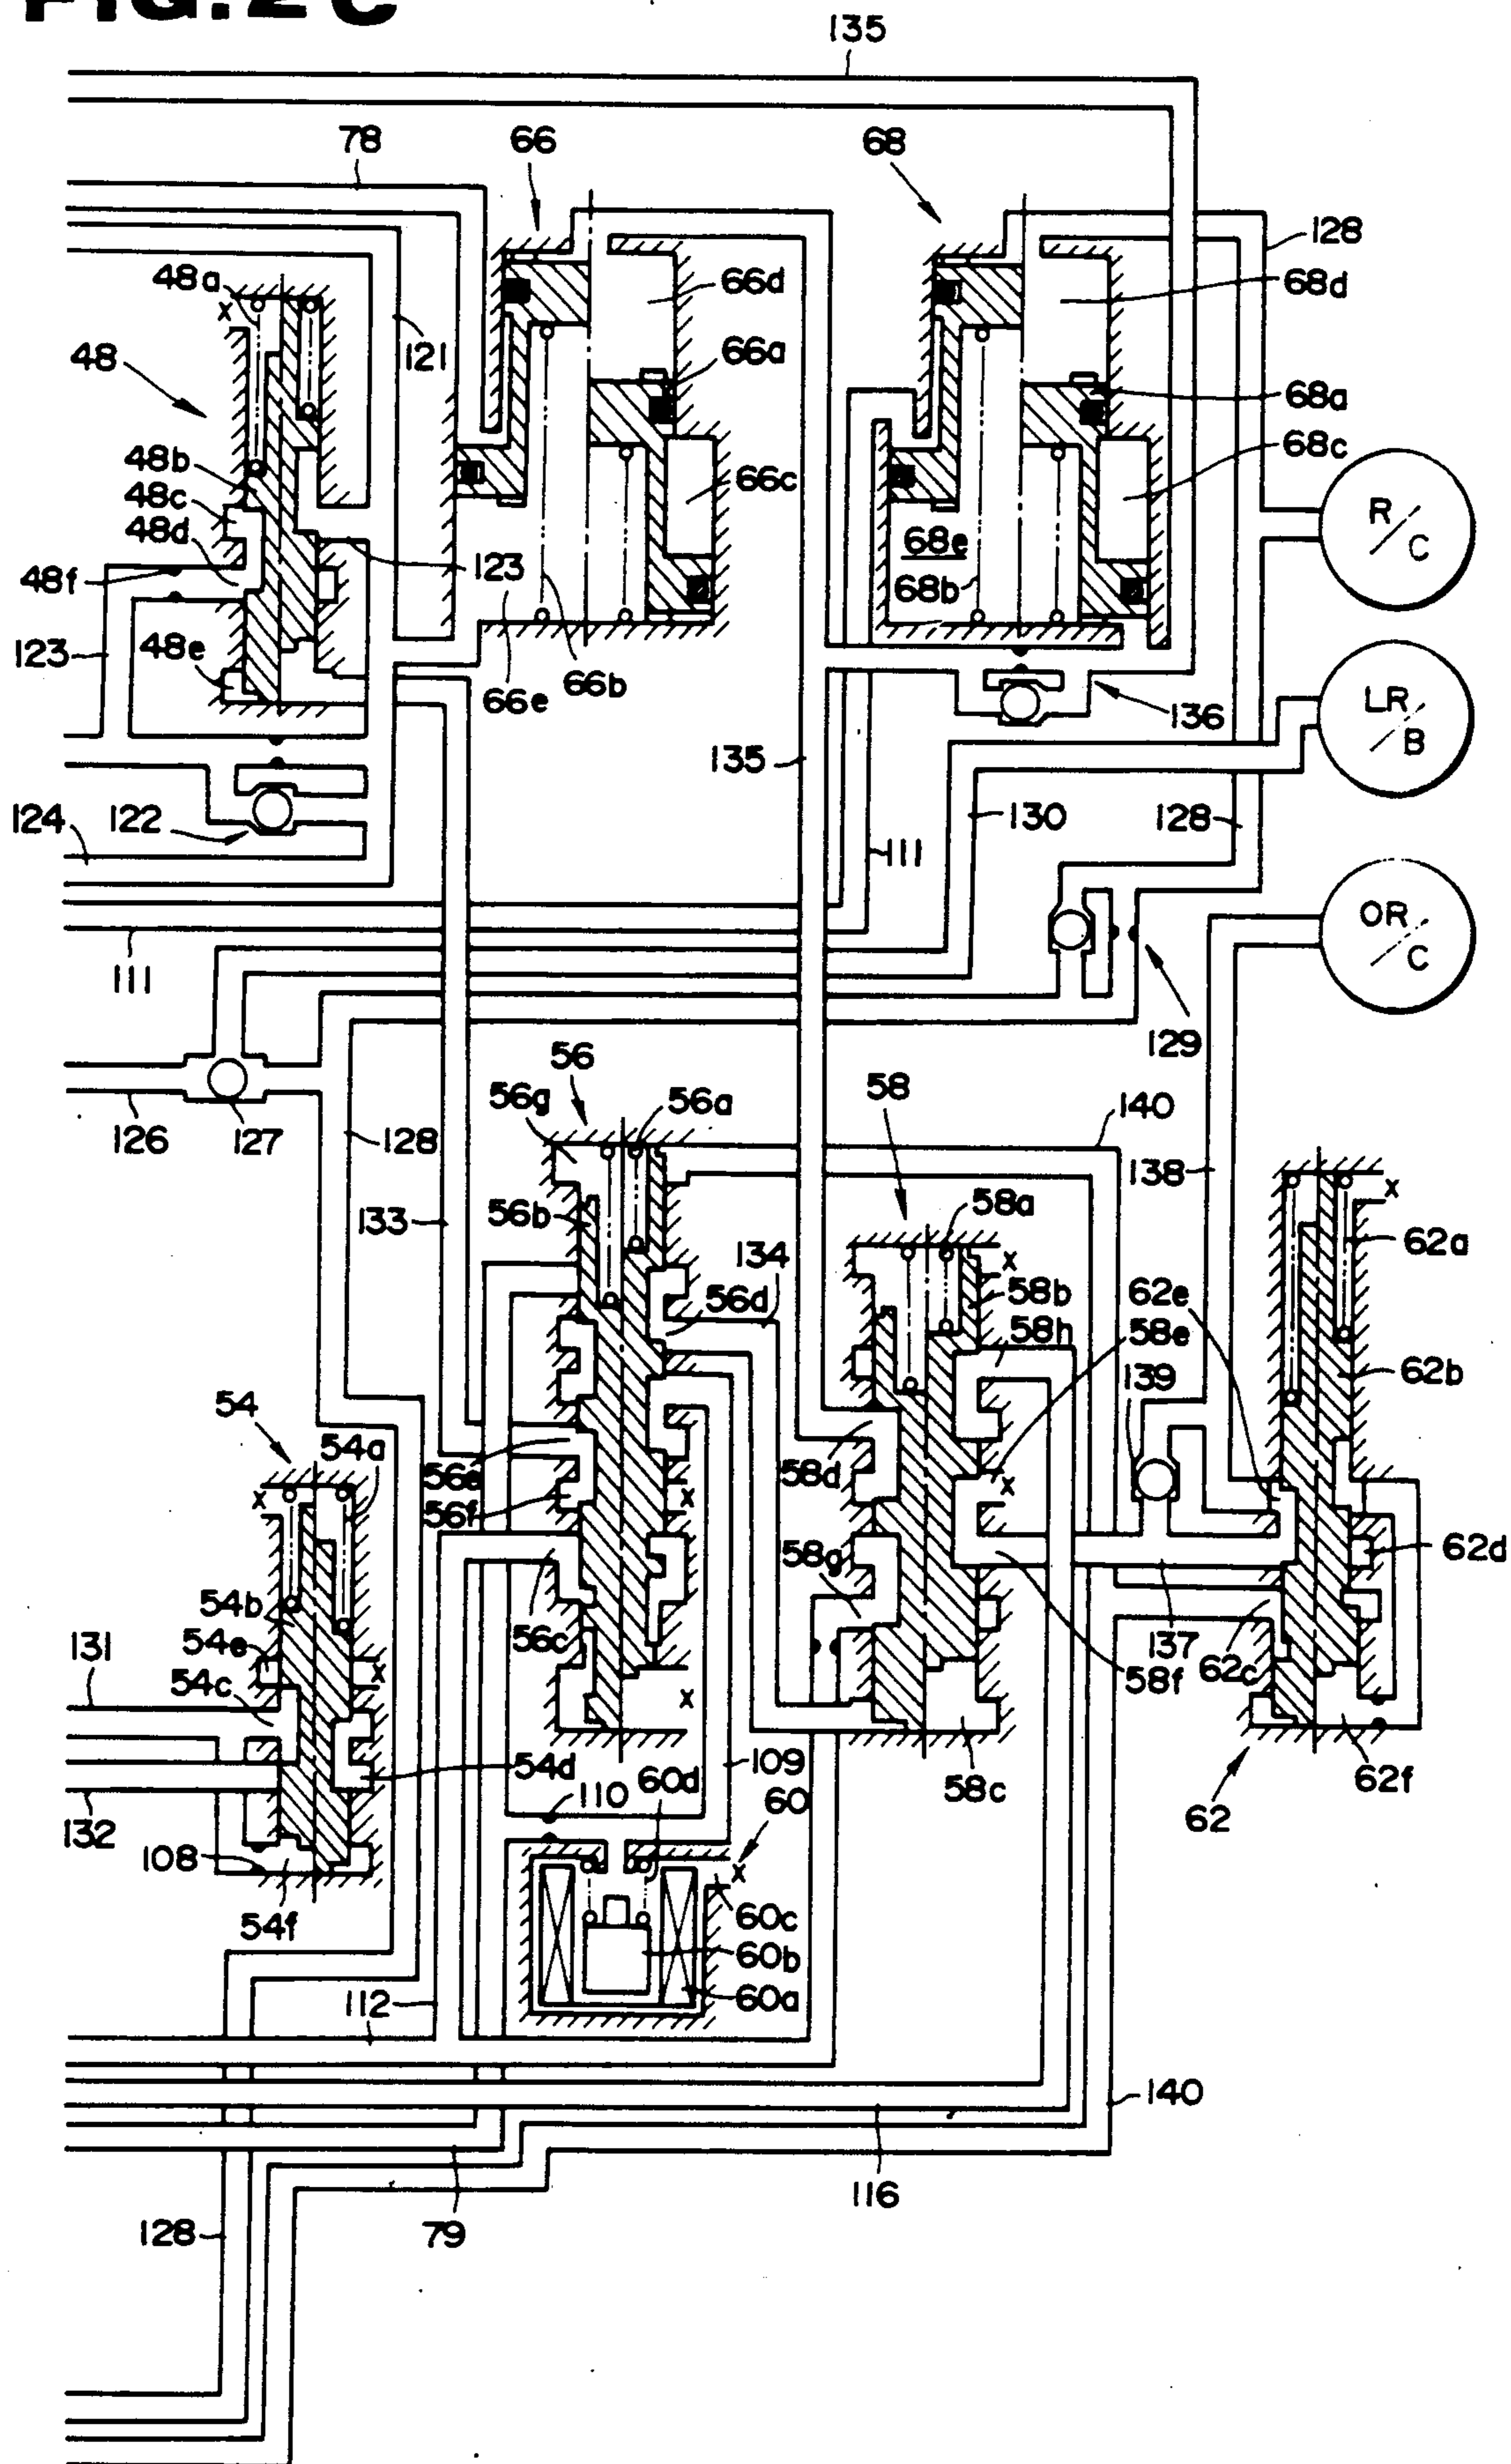 FIG. 2C
135
78
66
68
128
48a
x
66d
68d
48
121
66a
68a
48b
48c
66c
68c
R/C
48d
68e
48f
123
68b
123
48e
66b
66e
LR/B
136
135
124
122
130
128
111
OR/C
111
129
56
58
56g
56a
140
126
127
128
138
x
133
56b
58a
134
62a
x
58b
62e
56d
58h
58e
139
62b
54
54a
56e
58d
x
x
56f
x
58g
62d
54b
56c
131
54e
x
137
62c
54c
58f
x
109
54d
60d
58c
62f
110
60
62
132
108
x
60c
54f
60b
112
60a
140
116
128
79